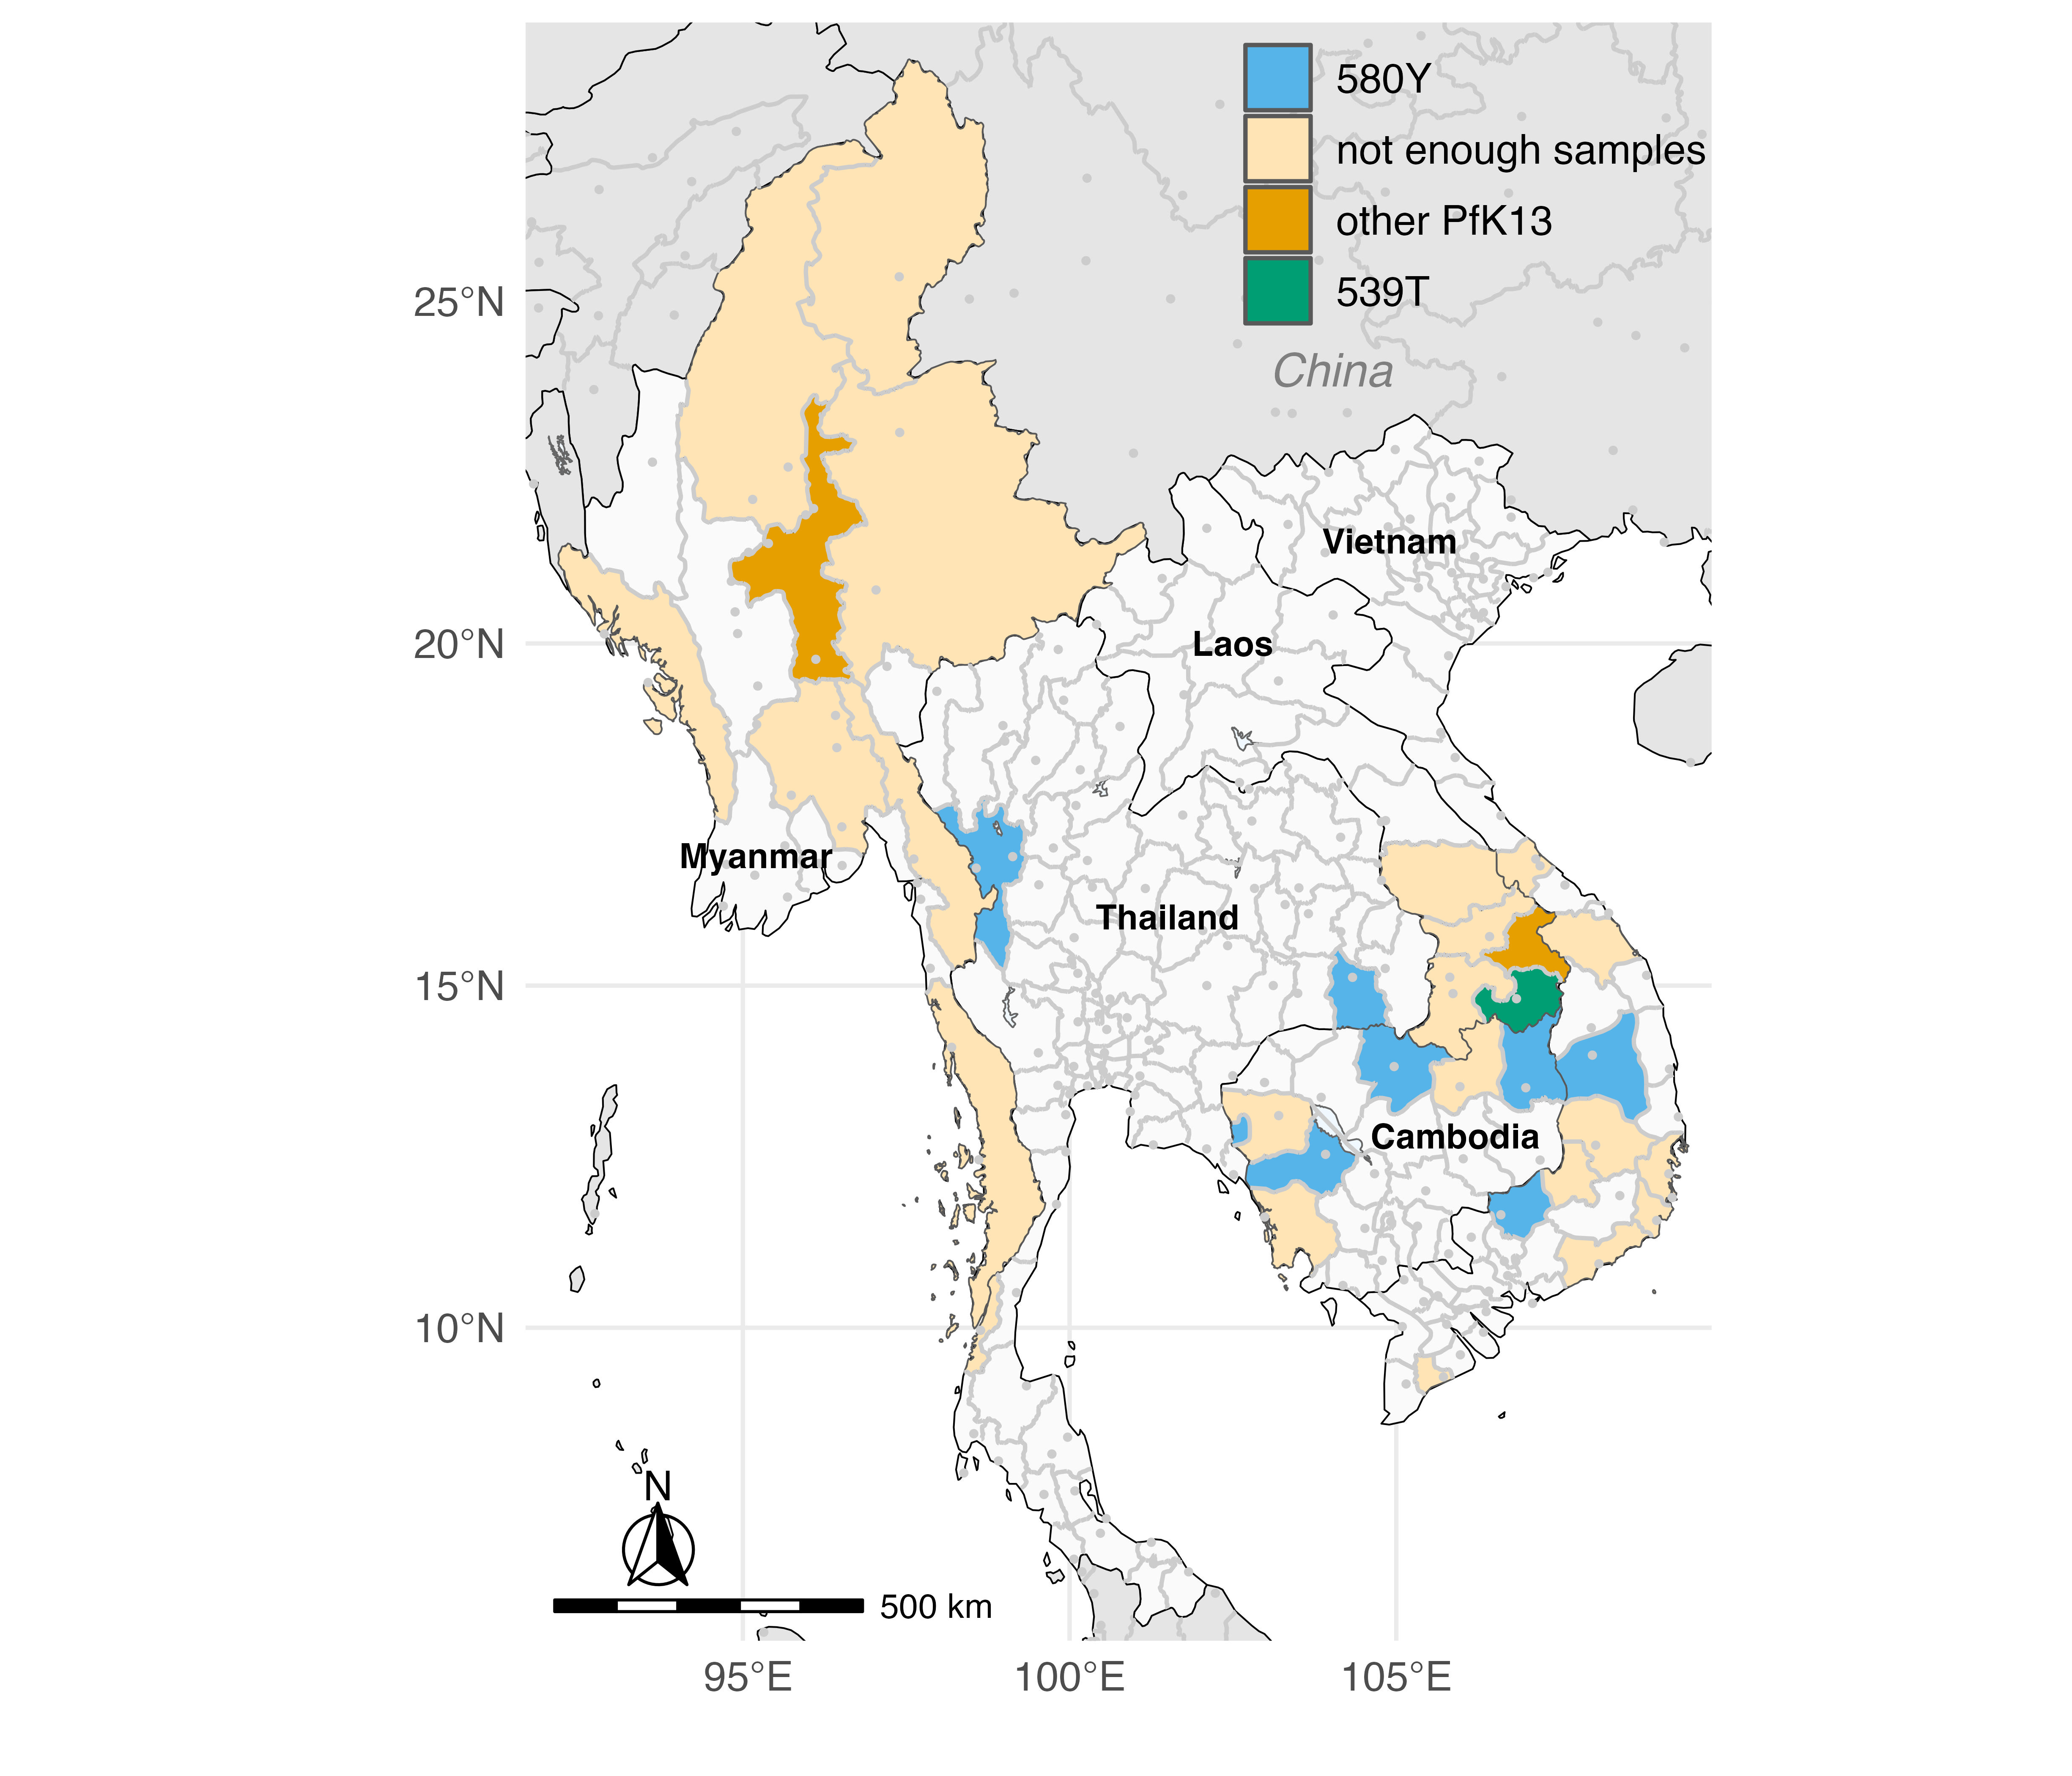 580Y
not enough samples
other PfK13
539T
China
25°N
Vietnam
20°N
Laos
Myanmar
Thailand
15°N
Cambodia
10°N
N
500 km
95°E
100°E
105°E